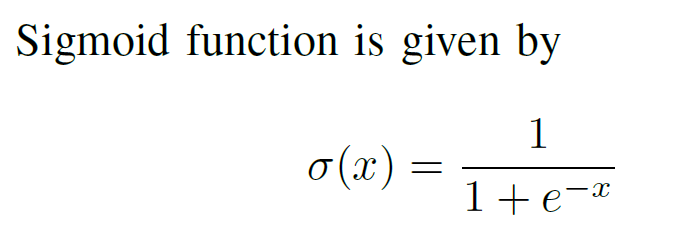 Sigmoid function is given by
σ(x) = 1 / (1 + e^{-x})